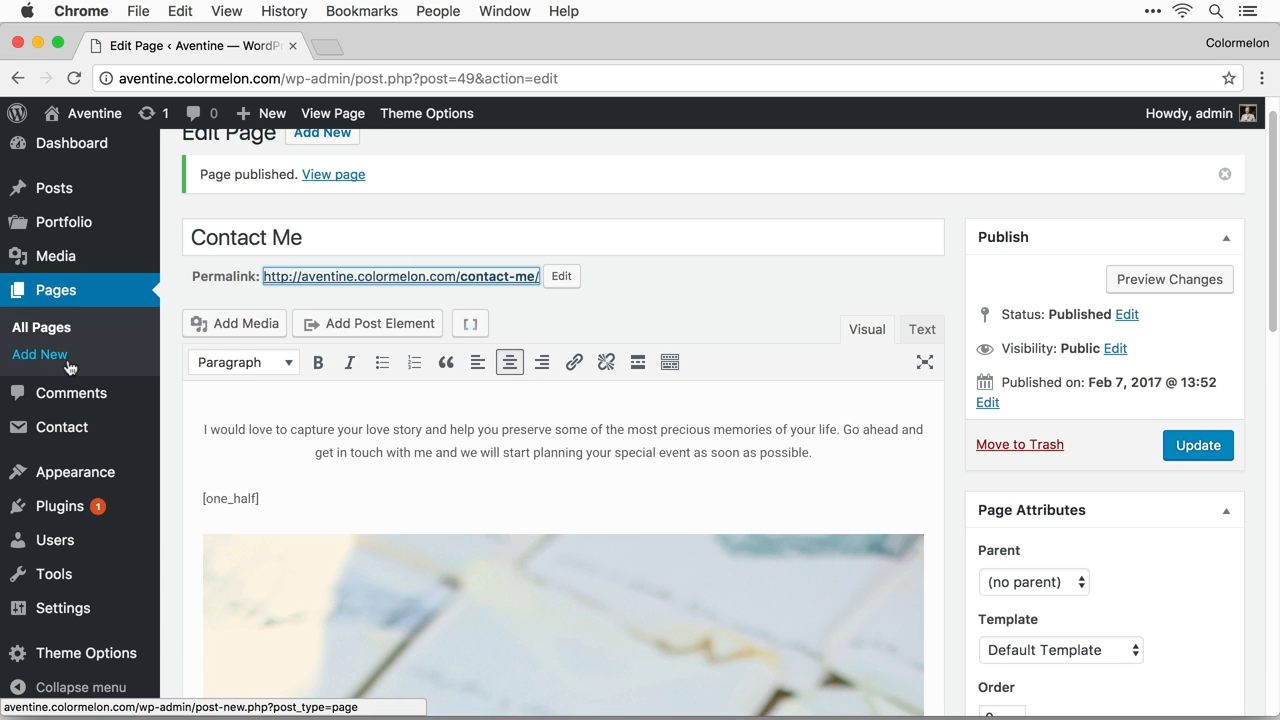 Chrome File Edit View History Bookmarks People Window Help
Edit Page ‹ Aventine — WordP
Colormelon
aventine.colormelon.com/wp-admin/post.php?post=49&action=edit
Aventine 1 0 New View Page Theme Options Howdy, admin
Dashboard
Posts
Portfolio
Media
Pages
All Pages
Add New
Comments
Contact
Appearance
Plugins 1
Users
Tools
Settings
Theme Options
Collapse menu
aventine.colormelon.com/wp-admin/post-new.php?post_type=page
Edit Page Add New
Page published. View page
Contact Me
Permalink: http://aventine.colormelon.com/contact-me/ Edit
Add Media Add Post Element [ ]
Visual Text
Paragraph B I
I would love to capture your love story and help you preserve some of the most precious memories of your life. Go ahead and
get in touch with me and we will start planning your special event as soon as possible.
[one_half]
Publish
Preview Changes
Status: Published Edit
Visibility: Public Edit
Published on: Feb 7, 2017 @ 13:52
Edit
Move to Trash Update
Page Attributes
Parent
(no parent)
Template
Default Template
Order